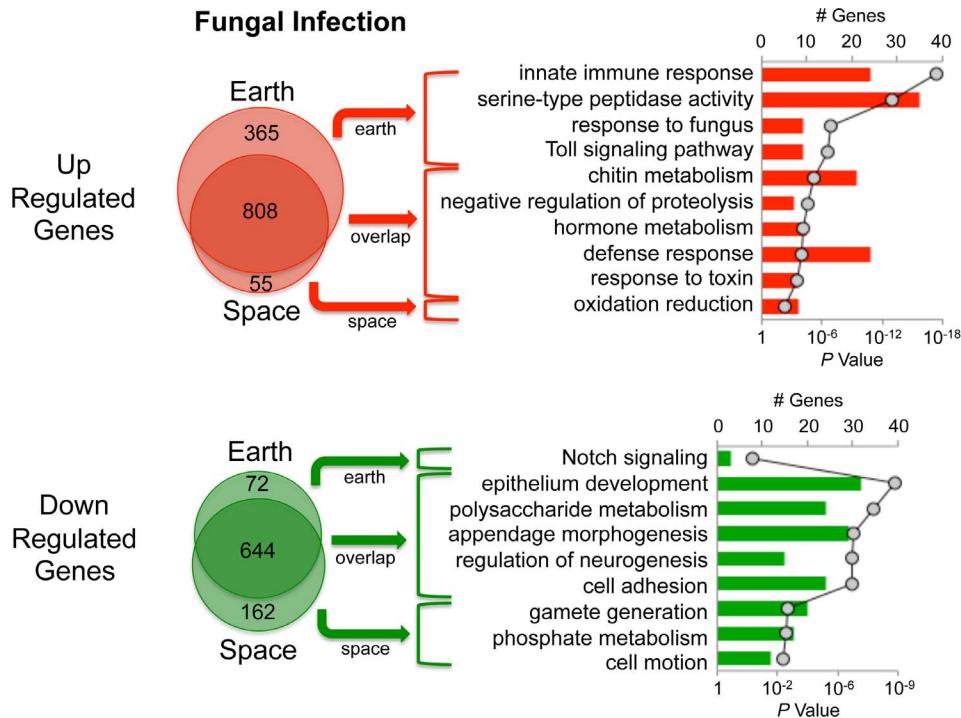 Fungal Infection
Up
Regulated
Genes
Earth
365
808
55
Space
earth
overlap
space
# Genes
0 10 20 30 40
innate immune response
serine-type peptidase activity
response to fungus
Toll signaling pathway
chitin metabolism
negative regulation of proteolysis
hormone metabolism
defense response
response to toxin
oxidation reduction
1 10-6 10-12 10-18
P Value
Down
Regulated
Genes
Earth
72
644
162
Space
earth
overlap
space
# Genes
0 10 20 30 40
Notch signaling
epithelium development
polysaccharide metabolism
appendage morphogenesis
regulation of neurogenesis
cell adhesion
gamete generation
phosphate metabolism
cell motion
1 10-2 10-6 10-9
P Value